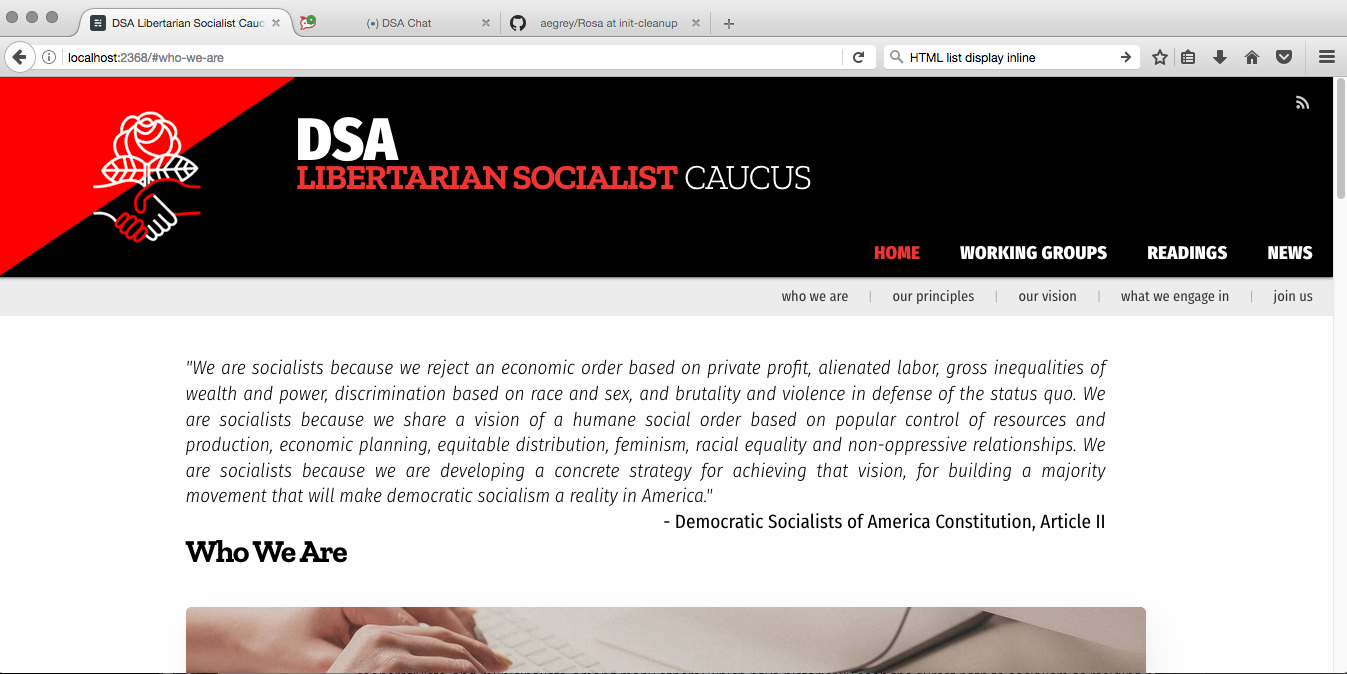 DSA Libertarian Socialist Cauc
DSA Chat
aegrey/Rosa at init-cleanup
localhost:2368/#who-we-are
HTML list display inline
DSA
LIBERTARIAN SOCIALIST CAUCUS
HOME WORKING GROUPS READINGS NEWS
who we are | our principles | our vision | what we engage in | join us
"We are socialists because we reject an economic order based on private profit, alienated labor, gross inequalities of
wealth and power, discrimination based on race and sex, and brutality and violence in defense of the status quo. We
are socialists because we share a vision of a humane social order based on popular control of resources and
production, economic planning, equitable distribution, feminism, racial equality and non-oppressive relationships. We
are socialists because we are developing a concrete strategy for achieving that vision, for building a majority
movement that will make democratic socialism a reality in America."
- Democratic Socialists of America Constitution, Article II
Who We Are